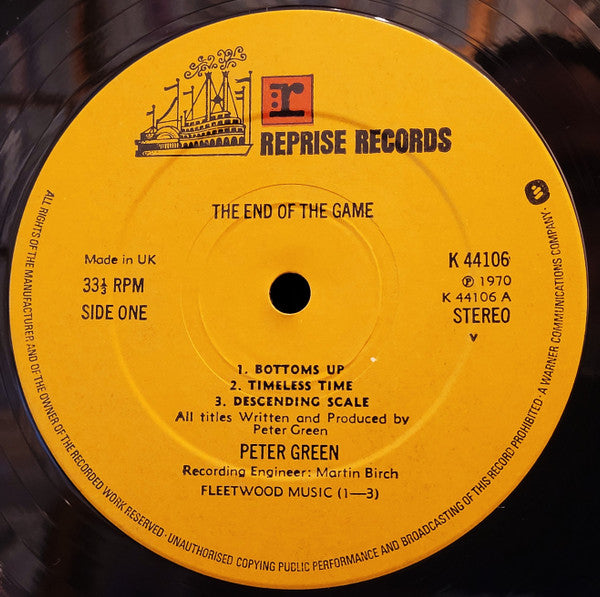 r
REPRISE RECORDS
THE END OF THE GAME
Made in UK
33⅓ RPM
SIDE ONE
K 44106
Ⓟ 1970
K 44106 A
STEREO
V
1. BOTTOMS UP
2. TIMELESS TIME
3. DESCENDING SCALE
All titles Written and Produced by
Peter Green
PETER GREEN
Recording Engineer: Martin Birch
FLEETWOOD MUSIC (1—3)
ALL RIGHTS OF THE MANUFACTURER AND OF THE OWNER OF THE RECORDED WORK RESERVED · UNAUTHORISED COPYING PUBLIC PERFORMANCE AND BROADCASTING OF THIS RECORD PROHIBITED · A WARNER COMMUNICATIONS COMPANY ·